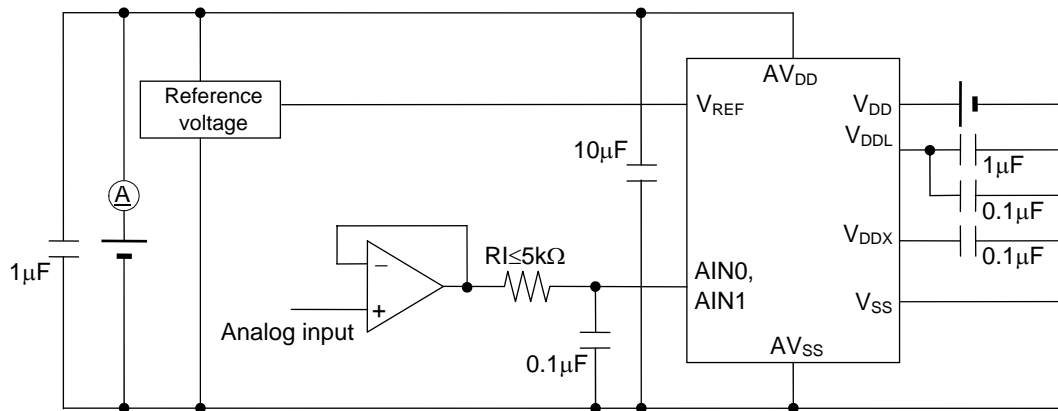 AVDD
Reference
voltage
VREF
VDD
VDDL
10μF
1μF
A
0.1μF
VDDX
0.1μF
1μF
RI≤5kΩ
−
+
AIN0,
AIN1
VSS
Analog input
0.1μF
AVSS